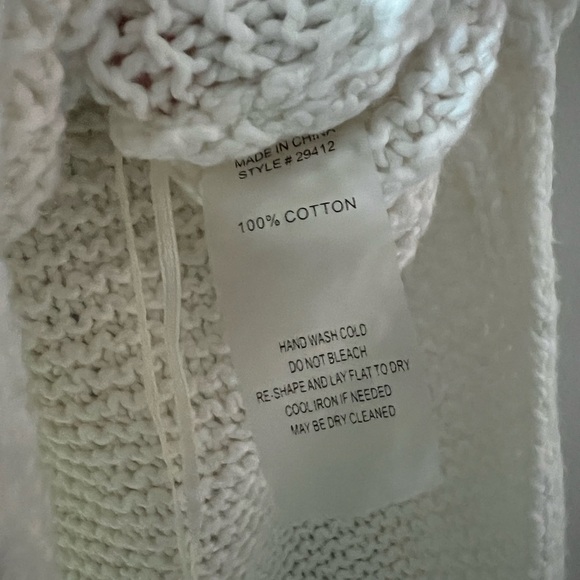 MADE IN CHINA
STYLE # 29412
100% COTTON
HAND WASH COLD
DO NOT BLEACH
RE-SHAPE AND LAY FLAT TO DRY
COOL IRON IF NEEDED
MAY BE DRY CLEANED